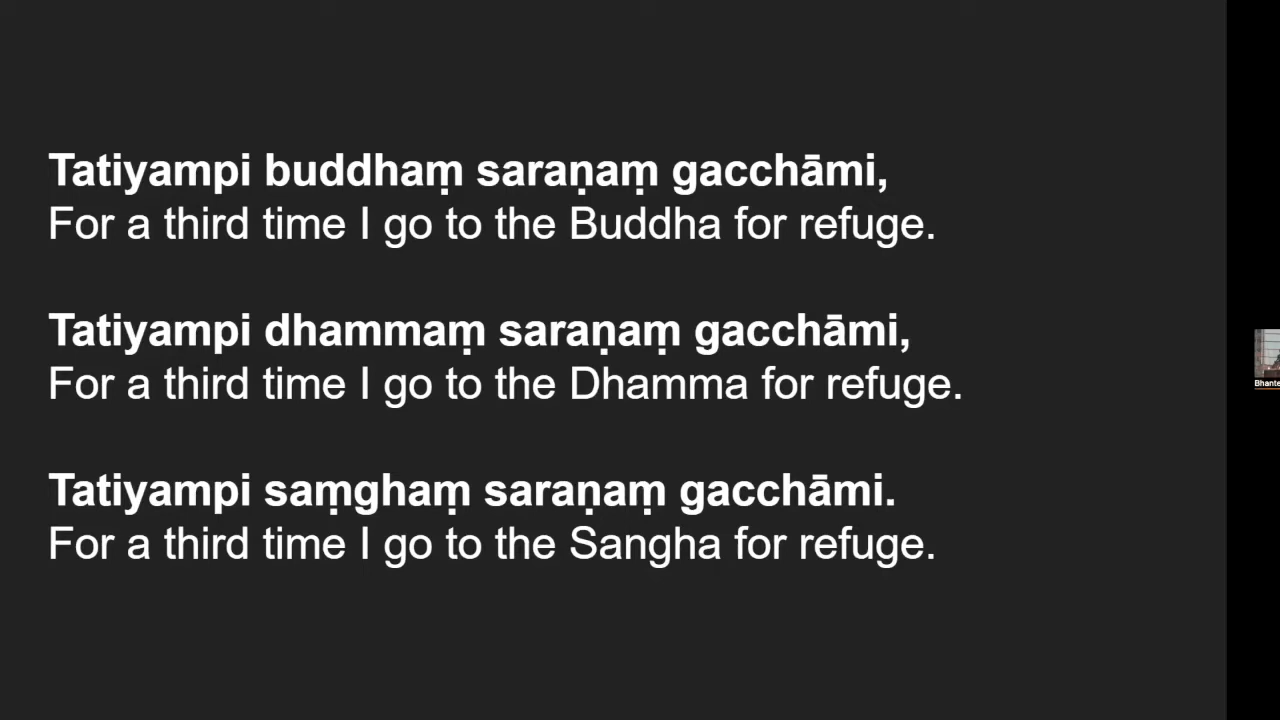 Tatiyampi buddhaṃ saraṇaṃ gacchāmi,
For a third time I go to the Buddha for refuge.
Tatiyampi dhammaṃ saraṇaṃ gacchāmi,
For a third time I go to the Dhamma for refuge.
Tatiyampi saṃghaṃ saraṇaṃ gacchāmi.
For a third time I go to the Sangha for refuge.
Bhante